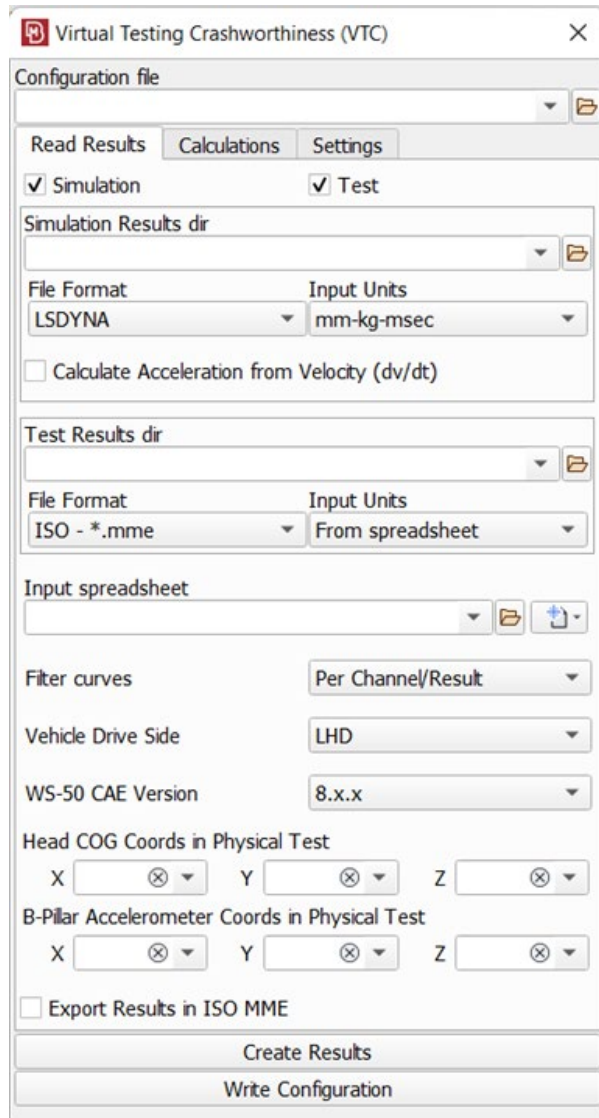 Virtual Testing Crashworthiness (VTC)
Configuration file
Read Results Calculations Settings
Simulation Test
Simulation Results dir
File Format Input Units
LSDYNA mm-kg-msec
Calculate Acceleration from Velocity (dv/dt)
Test Results dir
File Format Input Units
ISO - *.mme From spreadsheet
Input spreadsheet
Filter curves Per Channel/Result
Vehicle Drive Side LHD
WS-50 CAE Version 8.x.x
Head COG Coords in Physical Test
X Y Z
B-Pillar Accelerometer Coords in Physical Test
X Y Z
Export Results in ISO MME
Create Results
Write Configuration